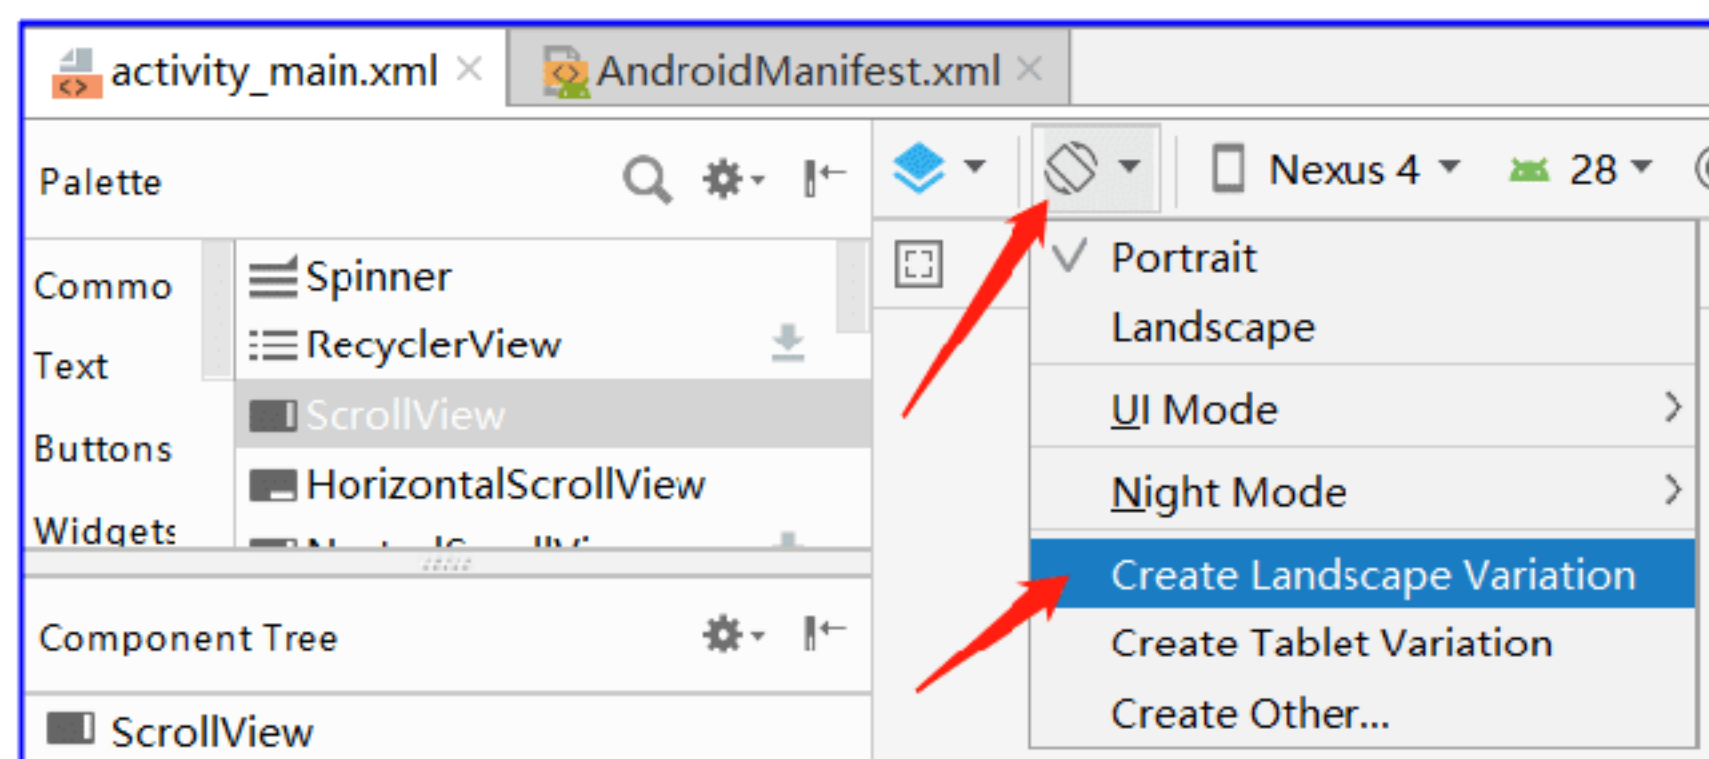 activity_main.xml
AndroidManifest.xml
Palette
Nexus 4
28
Commo
Text
Buttons
Widgets
Spinner
RecyclerView
ScrollView
HorizontalScrollView
Portrait
Landscape
UI Mode
Night Mode
Create Landscape Variation
Create Tablet Variation
Create Other...
Component Tree
ScrollView